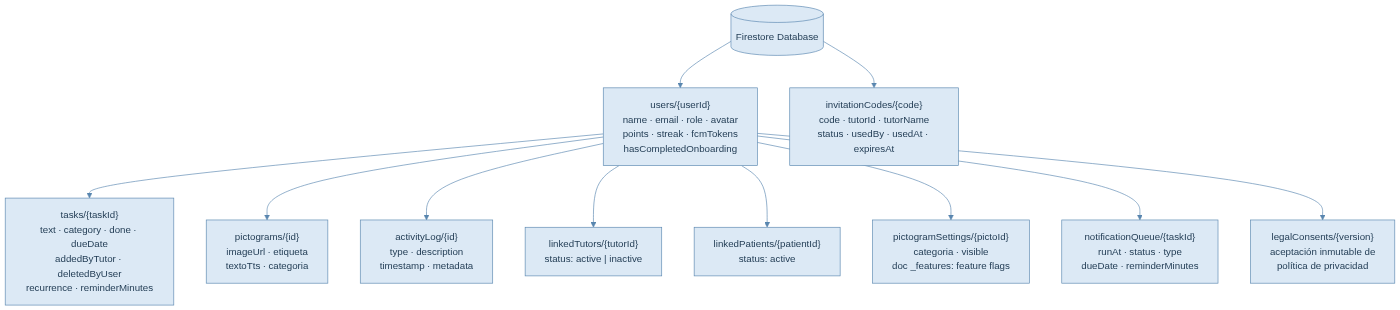 Firestore Database
users/{userId}
name · email · role · avatar
points · streak · fcmTokens
hasCompletedOnboarding
invitationCodes/{code}
code · tutorId · tutorName
status · usedBy · usedAt ·
expiresAt
tasks/{taskId}
text · category · done ·
dueDate
addedByTutor ·
deletedByUser
recurrence · reminderMinutes
pictograms/{id}
imageUrl · etiqueta
textoTts · categoria
activityLog/{id}
type · description
timestamp · metadata
linkedTutors/{tutorId}
status: active | inactive
linkedPatients/{patientId}
status: active
pictogramSettings/{pictoId}
categoria · visible
doc _features: feature flags
notificationQueue/{taskId}
runAt · status · type
dueDate · reminderMinutes
legalConsents/{version}
aceptación inmutable de
política de privacidad